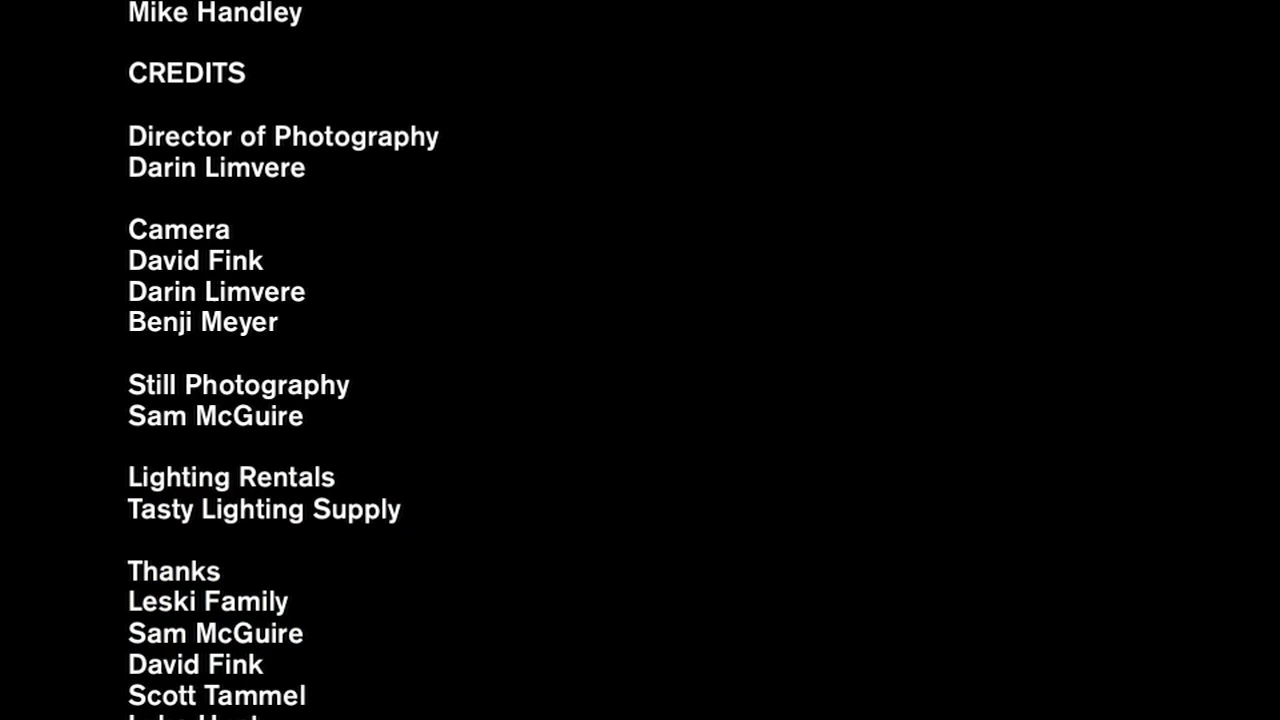 Mike Handley
CREDITS
Director of Photography
Darin Limvere
Camera
David Fink
Darin Limvere
Benji Meyer
Still Photography
Sam McGuire
Lighting Rentals
Tasty Lighting Supply
Thanks
Leski Family
Sam McGuire
David Fink
Scott Tammel